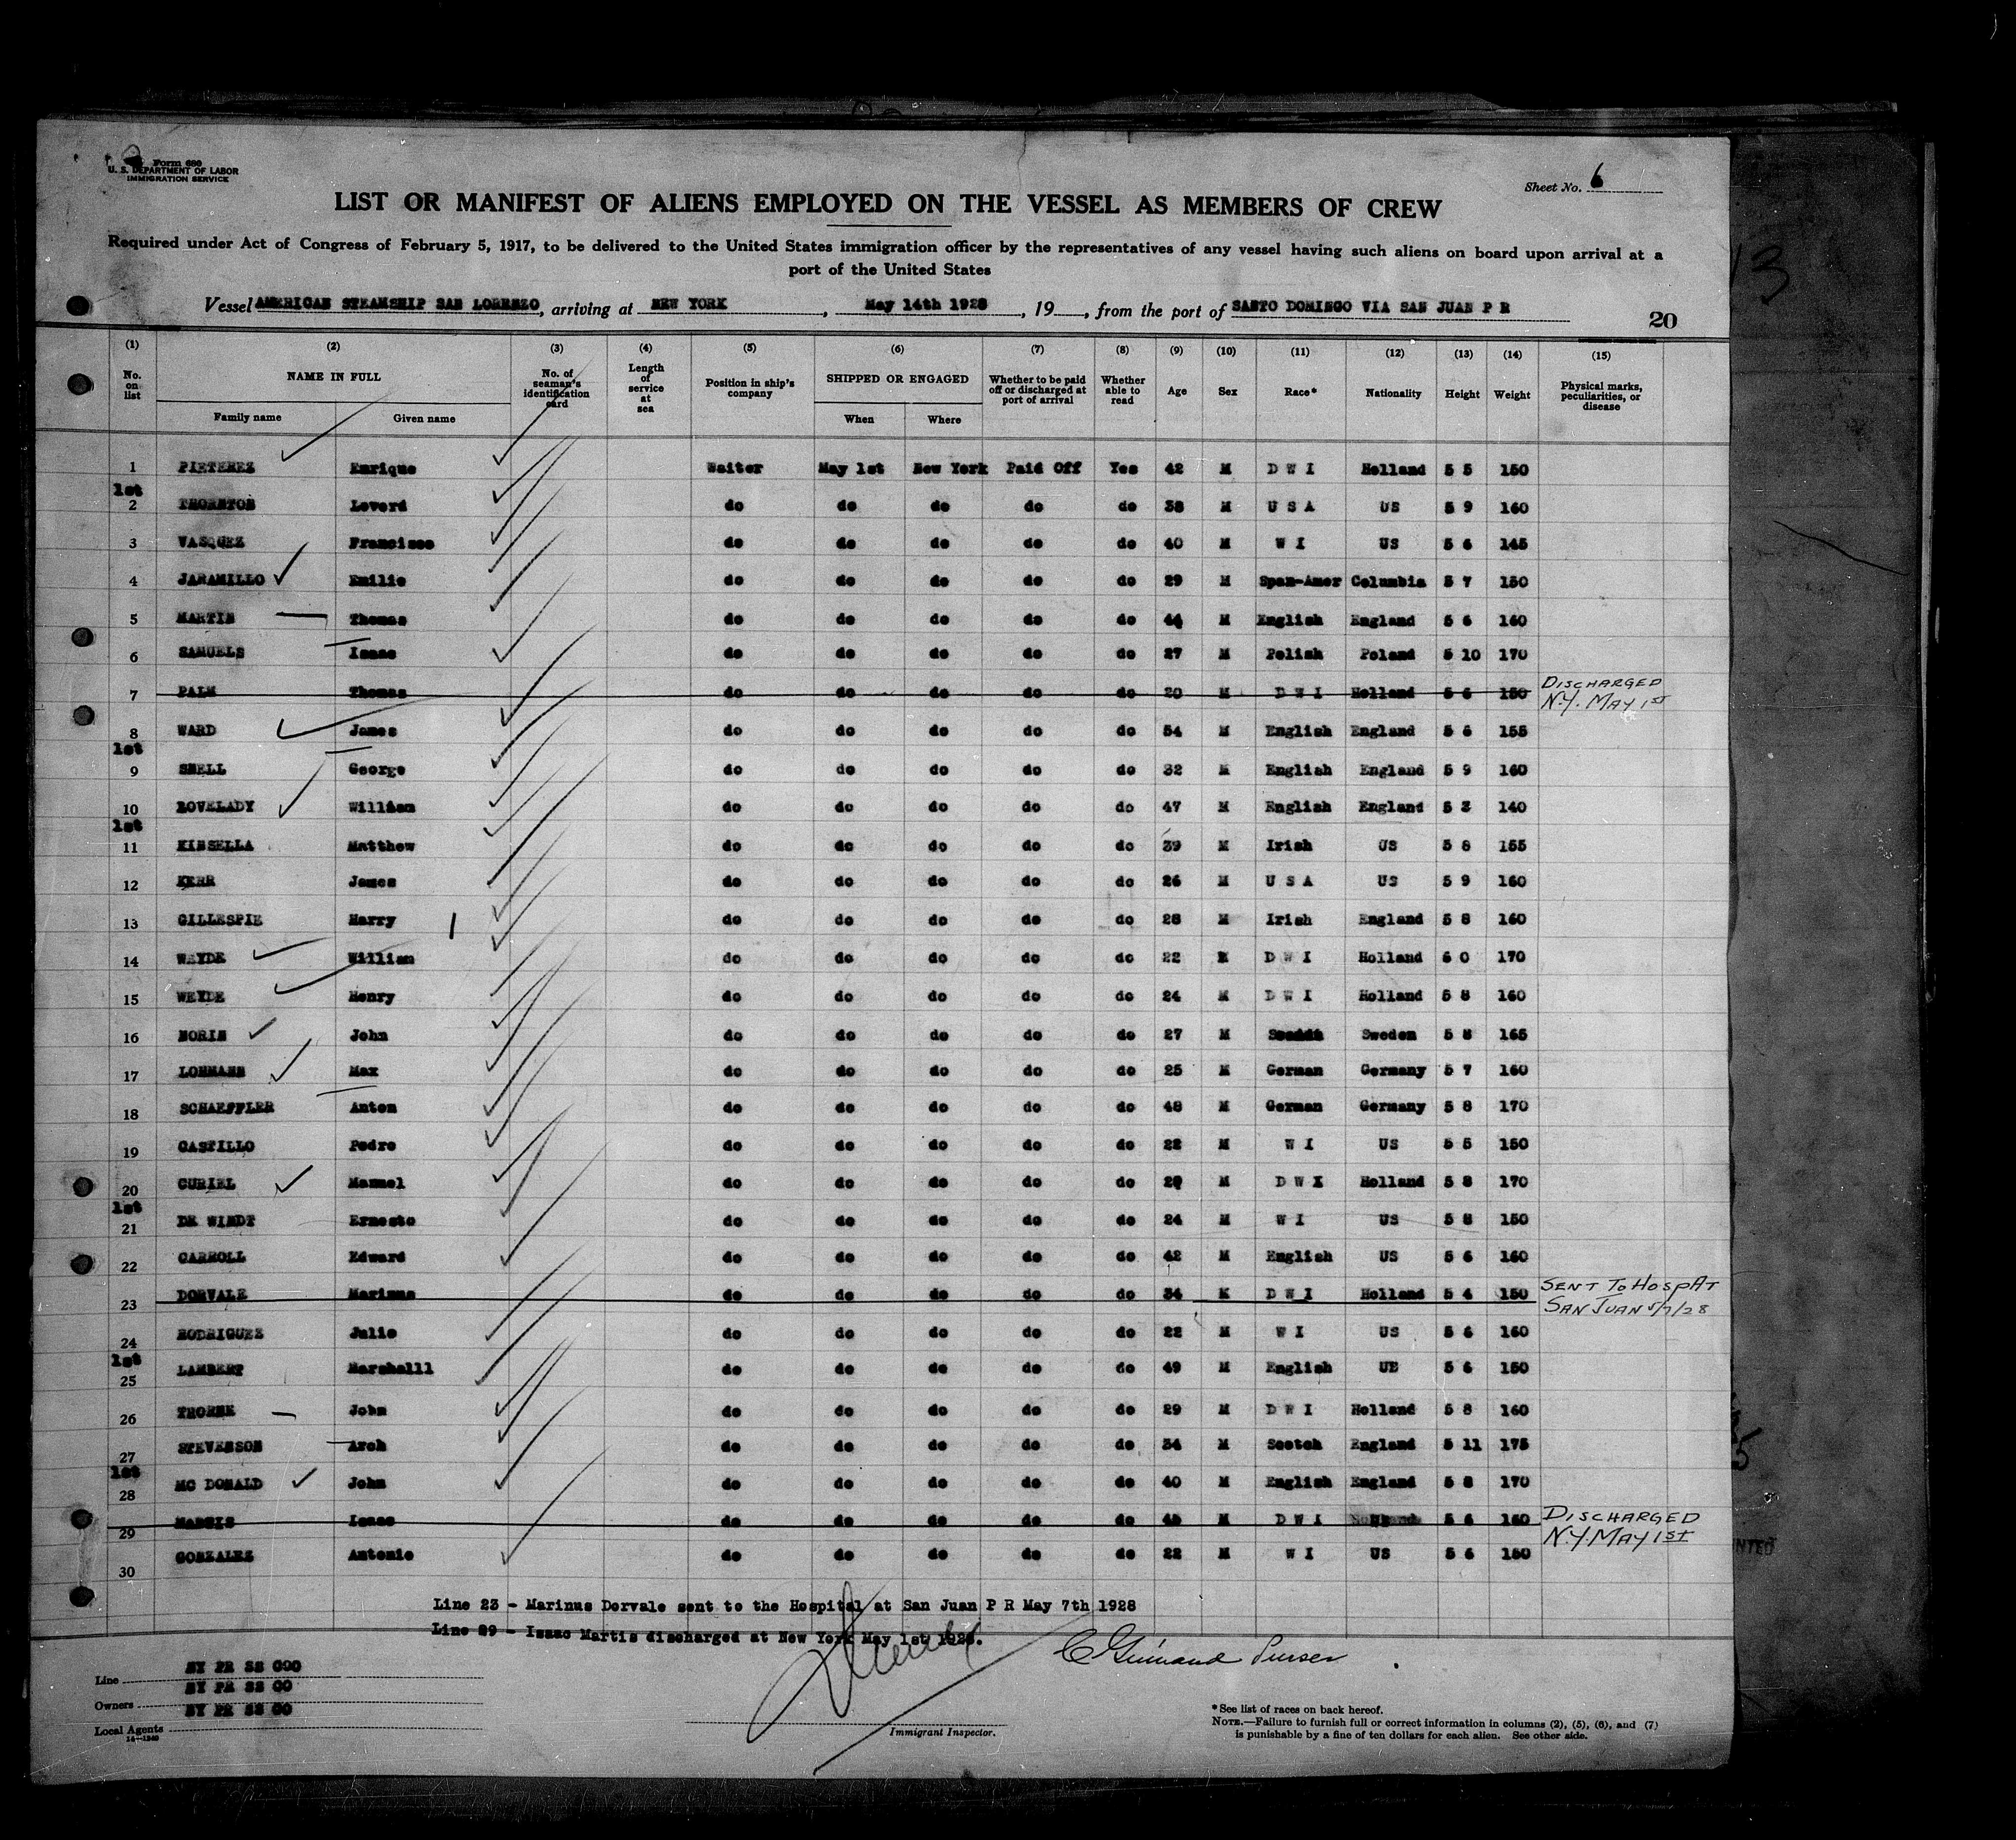 Form 680
U. S. DEPARTMENT OF LABOR
IMMIGRATION SERVICE
Sheet No. 6
LIST OR MANIFEST OF ALIENS EMPLOYED ON THE VESSEL AS MEMBERS OF CREW
Required under Act of Congress of February 5, 1917, to be delivered to the United States immigration officer by the representatives of any vessel having such aliens on board upon arrival at a
port of the United States
Vessel AMERICAN STEAMSHIP SAN LORENZO, arriving at NEW YORK, May 14th 1928, 19, from the port of SANTO DOMINGO VIA SAN JUAN P R
20
(1) (2) (3) (4) (5) (6) (7) (8) (9) (10) (11) (12) (13) (14) (15)
No. on list NAME IN FULL Family name Given name No. of seaman's identification card Length of service at sea Position in ship's company SHIPPED OR ENGAGED When Where Whether to be paid off or discharged at port of arrival Whether able to read Age Sex Race* Nationality Height Weight Physical marks, peculiarities, or disease
1 PIETEREZ Enrique Waiter May 1st New York Paid Off Yes 42 M D W I Holland 5 5 150
1st
2 THORNTON Leverd do do do do do 38 M U S A US 5 9 160
3 VASQUEZ Francisco do do do do do 40 M W I US 5 6 145
4 JARAMILLO Emilio do do do do do 29 M Span-Amer Columbia 5 7 150
5 MARTIN Thomas do do do do do 44 M English England 5 6 160
6 SAMUELS Isaac do do do do do 27 M Polish Poland 5 10 170
7 PALM Thomas do do do do do 20 M D W I Holland 5 6 150 DISCHARGED
N.Y. MAY 1st
8 WARD James do do do do do 54 M English England 5 6 155
1st
9 SNELL George do do do do do 32 M English England 5 9 160
10 ROVELADY William do do do do do 47 M English England 5 3 140
1st
11 KINSELLA Matthew do do do do do 39 M Irish US 5 8 155
12 KERR James do do do do do 26 M U S A US 5 9 160
13 GILLESPIE Harry do do do do do 28 M Irish England 5 8 160
14 WEYDE William do do do do do 22 M D W I Holland 6 0 170
15 WEYDE Henry do do do do do 24 M D W I Holland 5 8 160
16 NORIN John do do do do do 27 M Sweden 5 8 165
17 LOHMANN Max do do do do do 25 M German Germany 5 7 160
18 SCHAEFFLER Anton do do do do do 48 M German Germany 5 8 170
19 CASTILLO Pedro do do do do do 22 M W I US 5 5 150
20 CURIEL Manuel do do do do do 29 M D W I Holland 5 8 170
1st
21 DE WINDT Ernesto do do do do do 24 M W I US 5 8 150
22 CARROLL Edward do do do do do 42 M English US 5 6 160
23 DORVALE Marinus do do do do do 34 M D W I Holland 5 4 150 SENT TO HOSP AT
SAN JUAN 5/7/28
24 RODRIGUEZ Julio do do do do do 22 M W I US 5 6 160
1st
25 LAMBERT Marshalll do do do do do 49 M English US 5 6 150
26 THORNE John do do do do do 29 M D W I Holland 5 8 160
27 STEVENSON Arch do do do do do 34 M Scotch England 5 11 175
1st
28 MC DONALD John do do do do do 40 M English England 5 8 170
29 MARTIS Isaac do do do do do 45 M D W I Holland 5 6 160 DISCHARGED
N.Y. MAY 1st
30 GONZALEZ Antonio do do do do do 22 M W I US 5 6 150
Line 23 - Marinus Dorvale sent to the Hospital at San Juan P R May 7th 1928
Line 29 - Isaac Martis discharged at New York May 1st 1928.
Purser
Line NY PR SS COO
Owners NY PR SS CO
Local Agents NY PR SS CO
14-1240
Immigrant Inspector.
*See list of races on back hereof.
NOTE.—Failure to furnish full or correct information in columns (2), (5), (6), and (7)
is punishable by a fine of ten dollars for each alien. See other side.